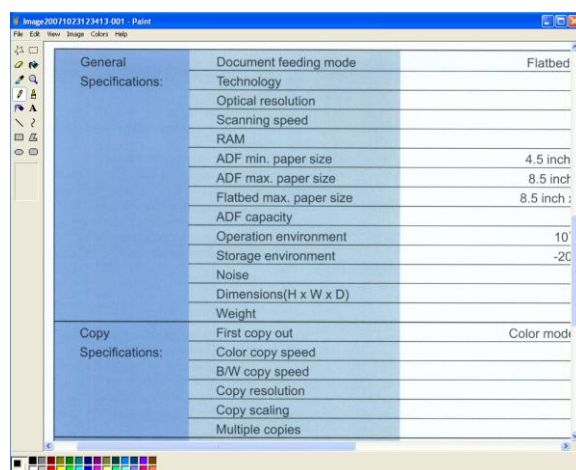 Image20071023123413-001 - Paint
File Edit View Image Colors Help
General Document feeding mode Flatbed
Specifications: Technology
Optical resolution
Scanning speed
RAM
ADF min. paper size 4.5 inch
ADF max. paper size 8.5 inch
Flatbed max. paper size 8.5 inch
ADF capacity
Operation environment 10
Storage environment -20
Noise
Dimensions(H x W x D)
Weight
Copy First copy out Color mode
Specifications: Color copy speed
B/W copy speed
Copy resolution
Copy scaling
Multiple copies